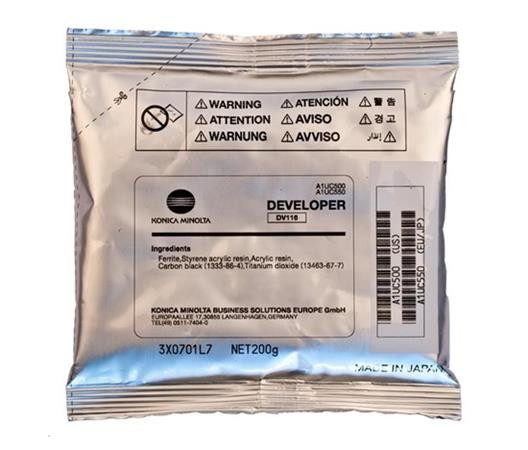 ⚠WARNING ⚠ATENCIÓN ⚠警告
⚠ATTENTION ⚠AVISO ⚠경고
⚠WARNUNG ⚠AVVISO ⚠إنذار
A1UC500
A1UC550
DEVELOPER
DV116
KONICA MINOLTA
Ingredients
Ferrite,Styrene acrylic resin,Acrylic resin,
Carbon black (1333-86-4),Titanium dioxide (13463-67-7)
KONICA MINOLTA BUSINESS SOLUTIONS EUROPE GmbH
EUROPAALLEE 17,30855 LANGENHAGEN,GERMANY
TEL(49) 0511-7404-0
3X0701L7 NET200g
A1UC500 (US)
A1UC550 (EU/JP)
MADE IN JAPAN